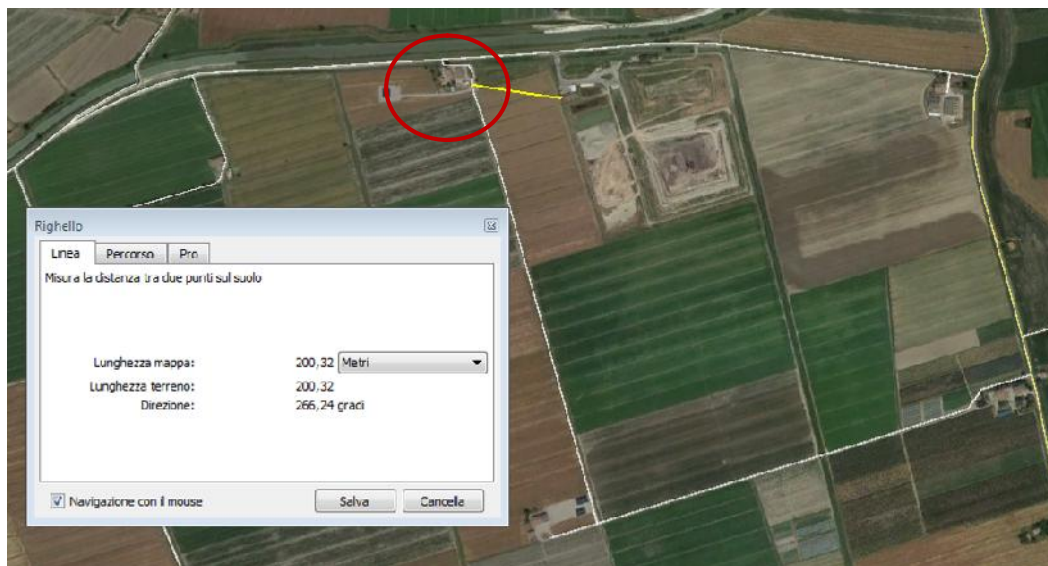 Righello
Linea Percorso Pro
Misura la distanza tra due punti sul suolo
Lunghezza mappa: 200,32 Metri
Lunghezza terreno: 200,32
Direzione: 266,24 gradi
Navigazione con il mouse Salva Cancella